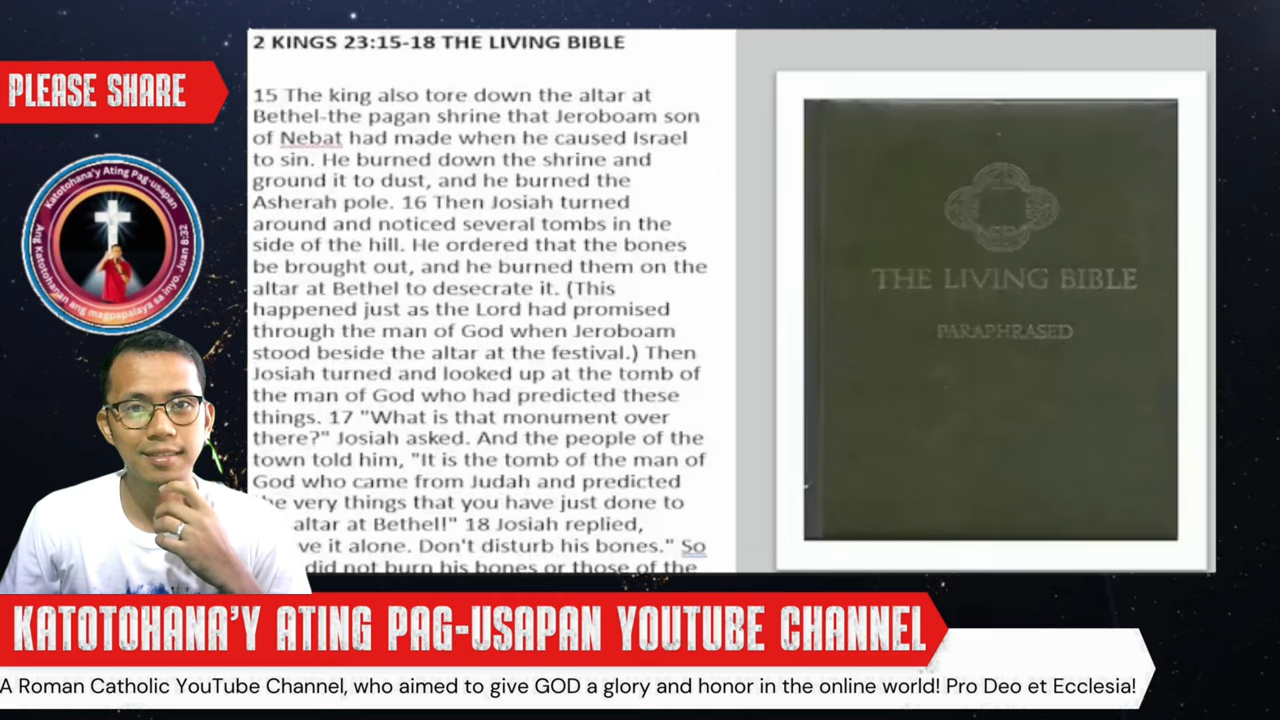 2 KINGS 23:15-18 THE LIVING BIBLE
15 The king also tore down the altar at
Bethel-the pagan shrine that Jeroboam son
of Nebat had made when he caused Israel
to sin. He burned down the shrine and
ground it to dust, and he burned the
Asherah pole. 16 Then Josiah turned
around and noticed several tombs in the
side of the hill. He ordered that the bones
be brought out, and he burned them on the
altar at Bethel to desecrate it. (This
happened just as the Lord had promised
through the man of God when Jeroboam
stood beside the altar at the festival.) Then
Josiah turned and looked up at the tomb of
the man of God who had predicted these
things. 17 "What is that monument over
there?" Josiah asked. And the people of the
town told him, "It is the tomb of the man of
God who came from Judah and predicted
he very things that you have just done to
altar at Bethel!" 18 Josiah replied,
ve it alone. Don't disturb his bones." So
did not burn his bones or those of the
THE LIVING BIBLE
PARAPHRASED
PLEASE SHARE
Katotohana'y Ating Pag-usapan
Ang Katotohanan ang magpapalaya sa inyo. Juan 8:32
KATOTOHANA'Y ATING PAG-USAPAN YOUTUBE CHANNEL
A Roman Catholic YouTube Channel, who aimed to give GOD a glory and honor in the online world! Pro Deo et Ecclesia!